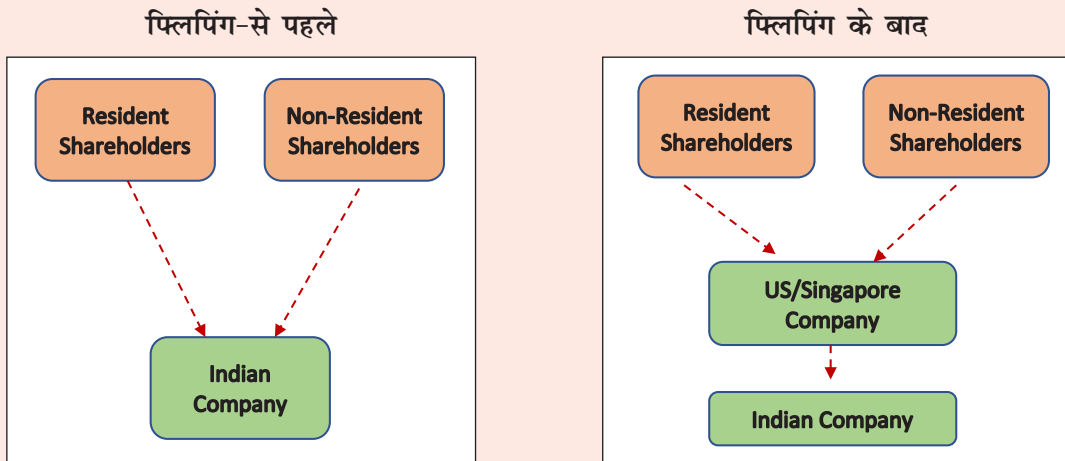 फ्लिपिंग-से पहले
Resident
Shareholders
Non-Resident
Shareholders
Indian
Company
फ्लिपिंग के बाद
Resident
Shareholders
Non-Resident
Shareholders
US/Singapore
Company
Indian Company